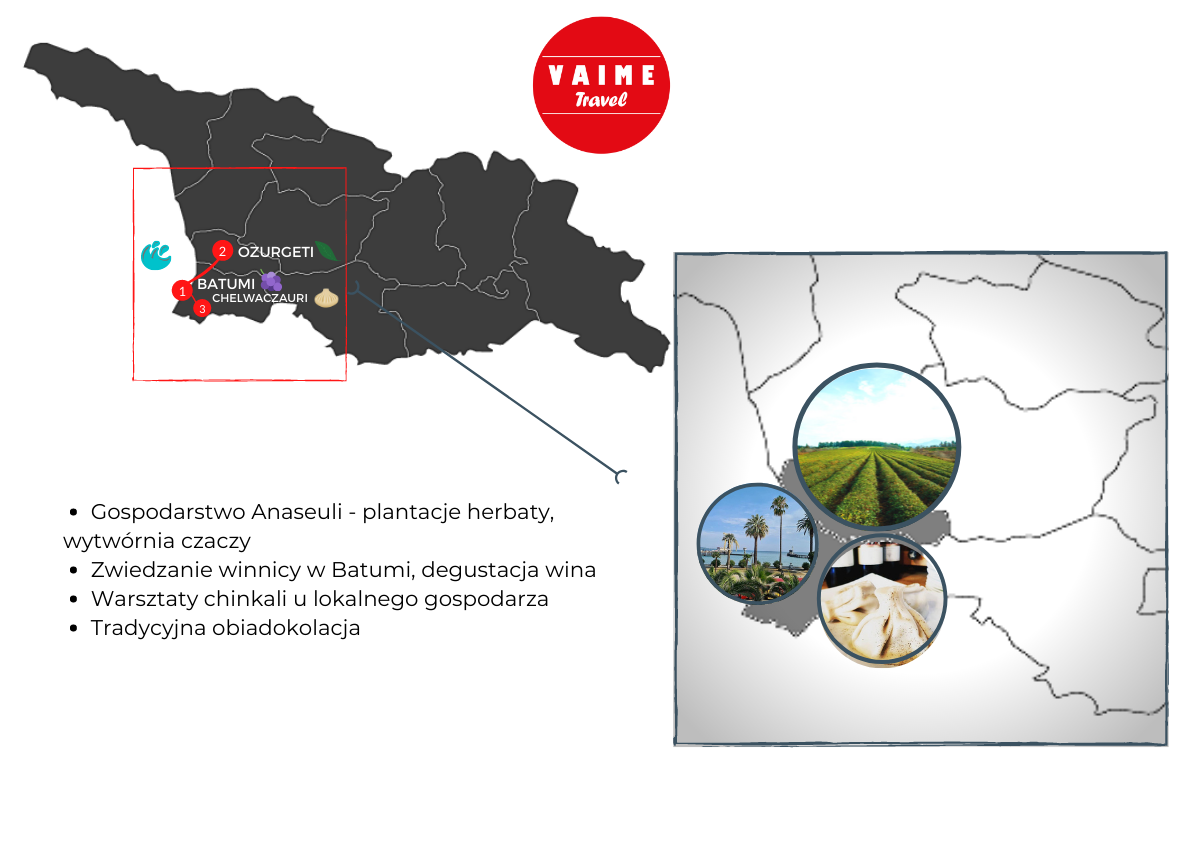 VAIME
Travel
2 OZURGETI
1 BATUMI
CHELWACZAURI
3
• Gospodarstwo Anaseuli - plantacje herbaty,
wytwórnia czaczy
• Zwiedzanie winnicy w Batumi, degustacja wina
• Warsztaty chinkali u lokalnego gospodarza
• Tradycyjna obiadokolacja